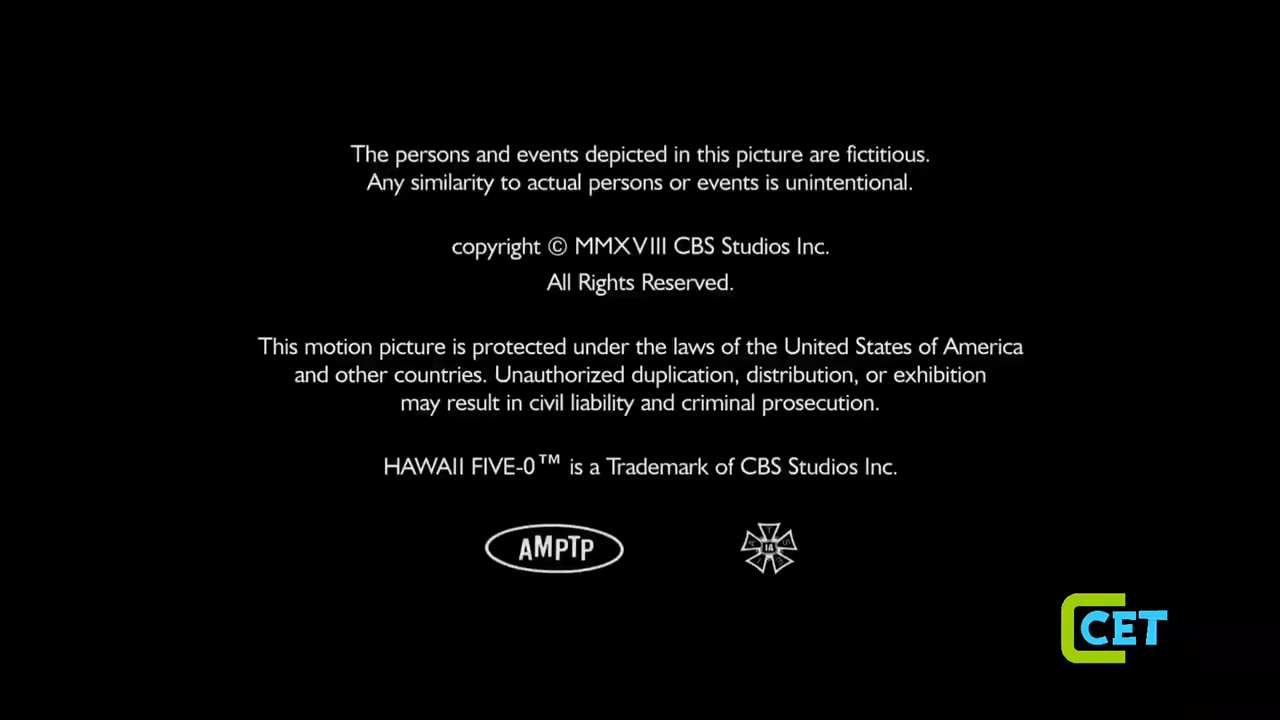 The persons and events depicted in this picture are fictitious.
Any similarity to actual persons or events is unintentional.
copyright © MMXVIII CBS Studios Inc.
All Rights Reserved.
This motion picture is protected under the laws of the United States of America
and other countries. Unauthorized duplication, distribution, or exhibition
may result in civil liability and criminal prosecution.
HAWAII FIVE-0™ is a Trademark of CBS Studios Inc.
AMPTP
IA
CET